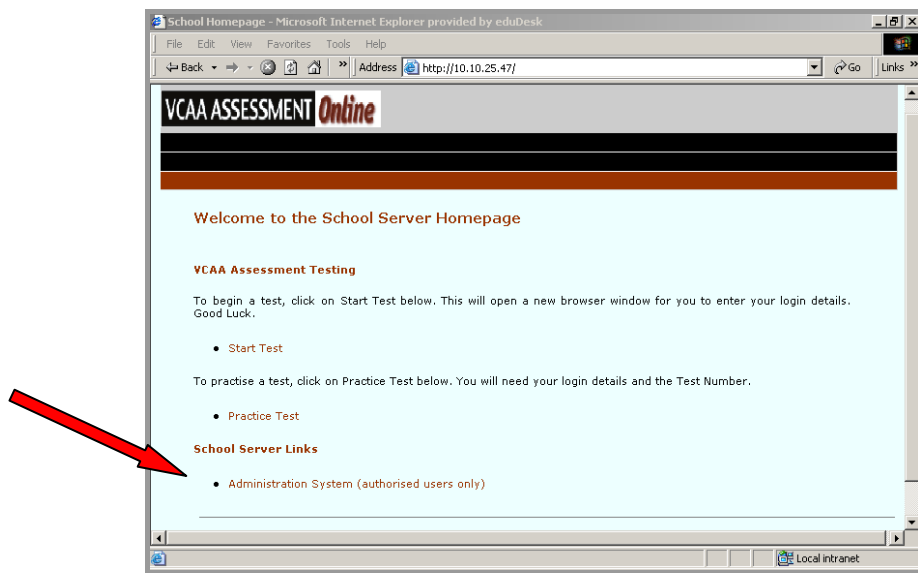 School Homepage - Microsoft Internet Explorer provided by eduDesk
File Edit View Favorites Tools Help
Back » Address http://10.10.25.47/ Go Links »
VCAA ASSESSMENT Online
Welcome to the School Server Homepage
VCAA Assessment Testing
To begin a test, click on Start Test below. This will open a new browser window for you to enter your login details.
Good Luck.
• Start Test
To practise a test, click on Practice Test below. You will need your login details and the Test Number.
• Practice Test
School Server Links
• Administration System (authorised users only)
Local intranet